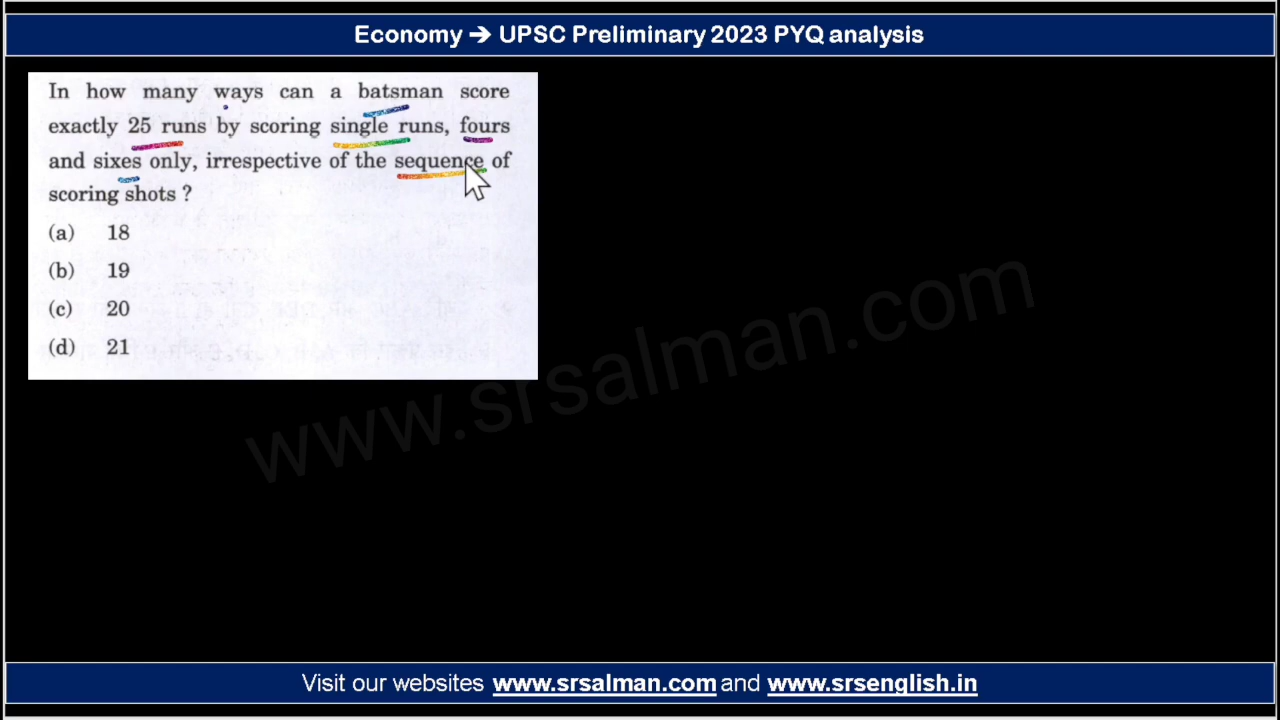 Economy ➔ UPSC Preliminary 2023 PYQ analysis
In how many ways can a batsman score
exactly 25 runs by scoring single runs, fours
and sixes only, irrespective of the sequence of
scoring shots ?
(a) 18
(b) 19
(c) 20
(d) 21
www.srsalman.com
Visit our websites www.srsalman.com and www.srsenglish.in